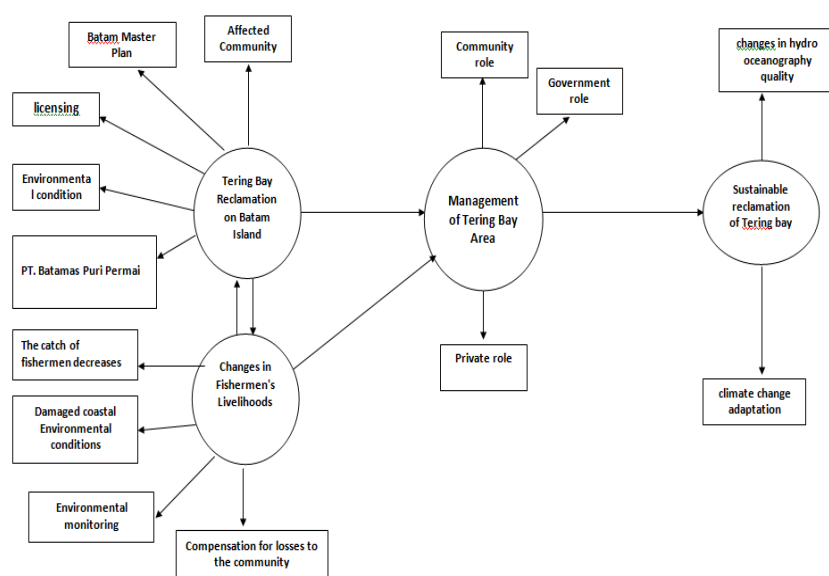 Batam Master
Plan
Affected
Community
licensing
Environmenta
l condition
PT. Batamas Puri Permai
Tering Bay
Reclamation
on Batam
Island
The catch of
fishermen decreases
Damaged coastal
Environmental
conditions
Environmental
monitoring
Changes in
Fishermen's
Livelihoods
Compensation for losses to
the community
Community
role
Government
role
Management
of Tering Bay
Area
Private role
changes in hydro
oceanography
quality
Sustainable
reclamation
of Tering bay
climate change
adaptation